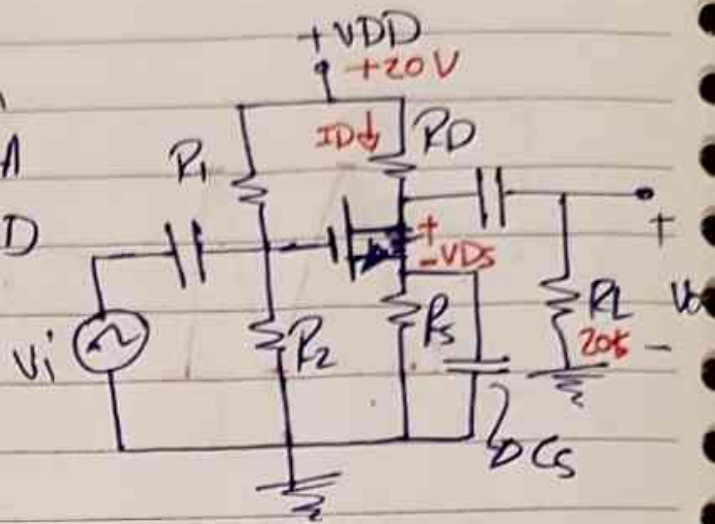 +VDD
+20V
A
ID↓ RD
R1
D
+
-VDS
+
R2
RS
RL
20k
-
Vi
CS